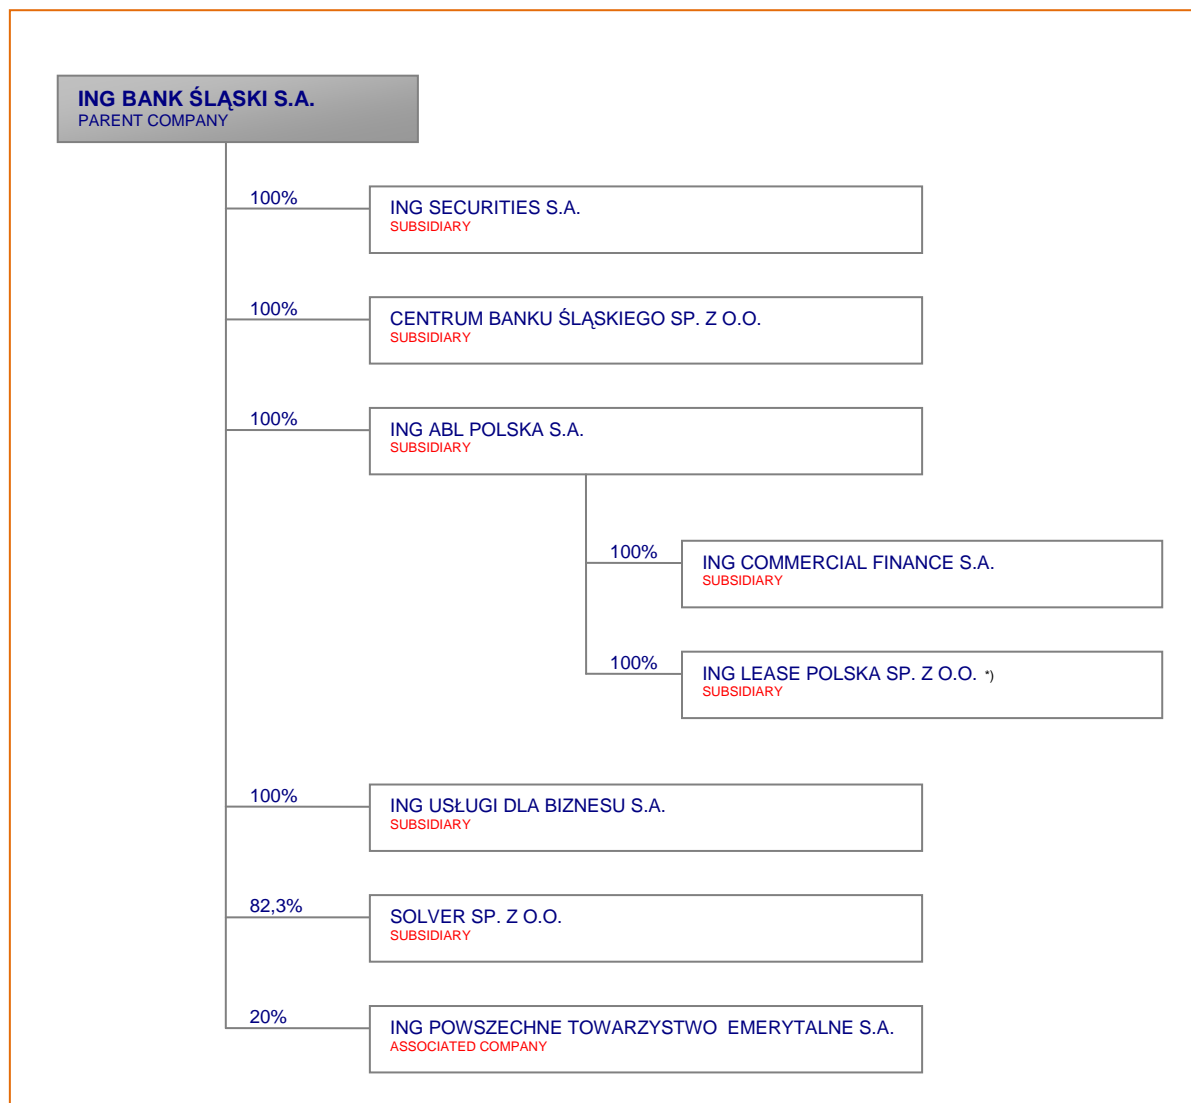 ING BANK ŚLĄSKI S.A.
PARENT COMPANY
100%
ING SECURITIES S.A.
SUBSIDIARY
100%
CENTRUM BANKU ŚLĄSKIEGO SP. Z O.O.
SUBSIDIARY
100%
ING ABL POLSKA S.A.
SUBSIDIARY
100%
ING COMMERCIAL FINANCE S.A.
SUBSIDIARY
100%
ING LEASE POLSKA SP. Z O.O. *)
SUBSIDIARY
100%
ING USŁUGI DLA BIZNESU S.A.
SUBSIDIARY
82,3%
SOLVER SP. Z O.O.
SUBSIDIARY
20%
ING POWSZECHNE TOWARZYSTWO EMERYTALNE S.A.
ASSOCIATED COMPANY